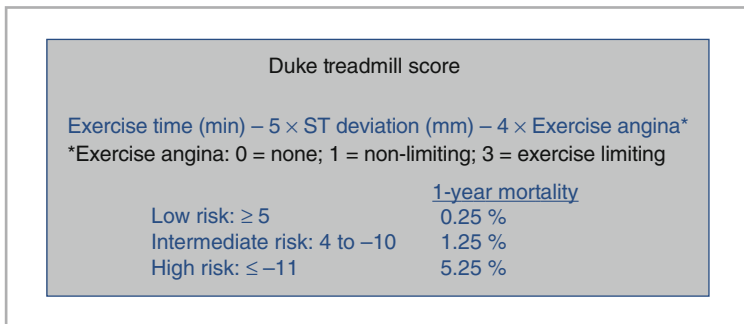 Duke treadmill score
Exercise time (min) – 5 × ST deviation (mm) – 4 × Exercise angina*
*Exercise angina: 0 = none; 1 = non-limiting; 3 = exercise limiting
1-year mortality
Low risk: ≥ 5 0.25 %
Intermediate risk: 4 to –10 1.25 %
High risk: ≤ –11 5.25 %